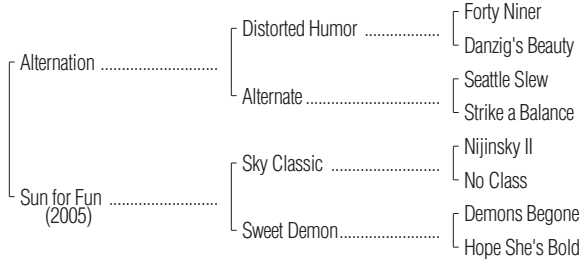 Forty Niner
Distorted Humor ..................
Danzig's Beauty
Alternation ............................
Seattle Slew
Alternate ................................
Strike a Balance
Nijinsky II
Sky Classic ..........................
No Class
Sun for Fun ..........................
(2005)
Demons Begone
Sweet Demon........................
Hope She's Bold